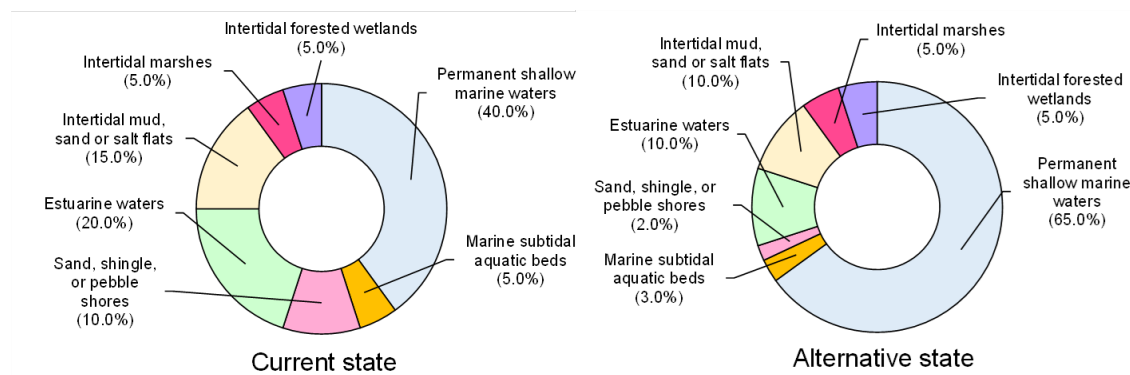 Intertidal forested wetlands
(5.0%)
Intertidal marshes
(5.0%)
Permanent shallow
marine waters
(40.0%)
Intertidal mud,
sand or salt flats
(15.0%)
Estuarine waters
(20.0%)
Sand, shingle,
or pebble
shores
(10.0%)
Marine subtidal
aquatic beds
(5.0%)
Current state
Intertidal marshes
(5.0%)
Intertidal mud,
sand or salt flats
(10.0%)
Intertidal forested
wetlands
(5.0%)
Estuarine waters
(10.0%)
Permanent
shallow marine
waters
(65.0%)
Sand, shingle, or
pebble shores
(2.0%)
Marine subtidal
aquatic beds
(3.0%)
Alternative state